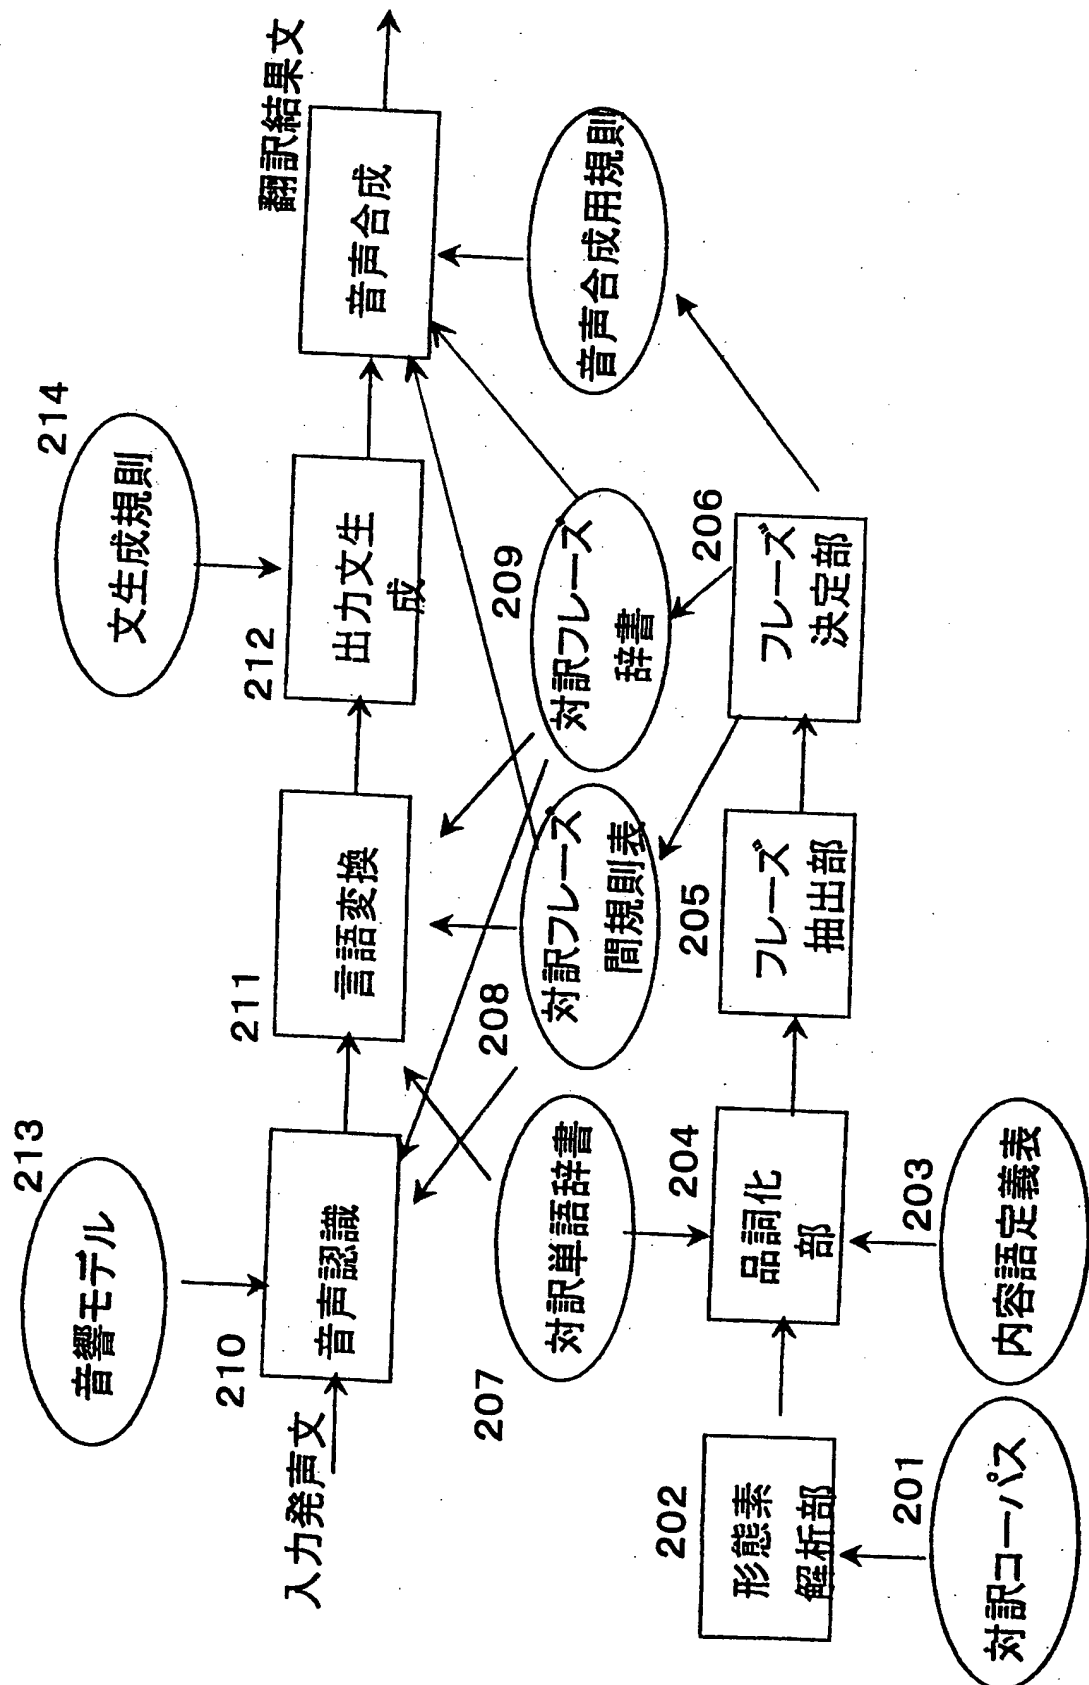 213
音響モデル
214
文生成規則
入力発声文
210
音声認識
211
言語変換
212
出力文生
成
音声合成
翻訳結果文
207
対訳単語辞書
208
対訳フレーズ
間規則表
209
対訳フレーズ
辞書
音声合成用規則
202
形態素
解析部
204
品詞化
部
205
フレーズ
抽出部
206
フレーズ
決定部
201
対訳コーパス
203
内容語定義表